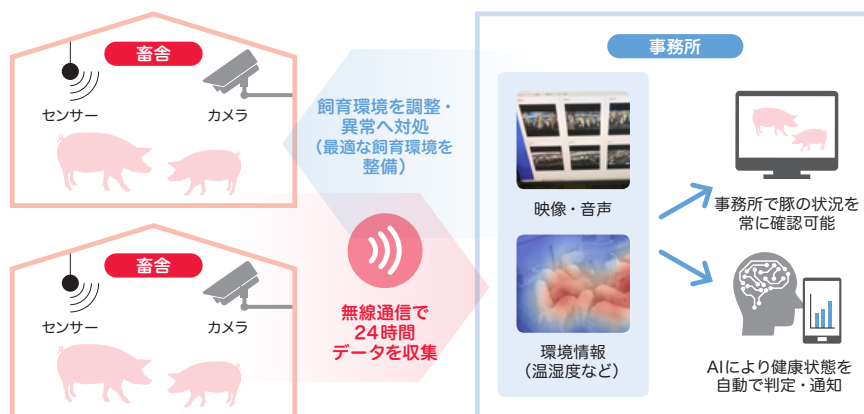 畜舎
センサー
カメラ
畜舎
センサー
カメラ
飼育環境を調整・
異常へ対処
（最適な飼育環境を
整備）
無線通信で
24時間
データを収集
事務所
映像・音声
環境情報
（温湿度など）
事務所で豚の状況を
常に確認可能
AIにより健康状態を
自動で判定・通知